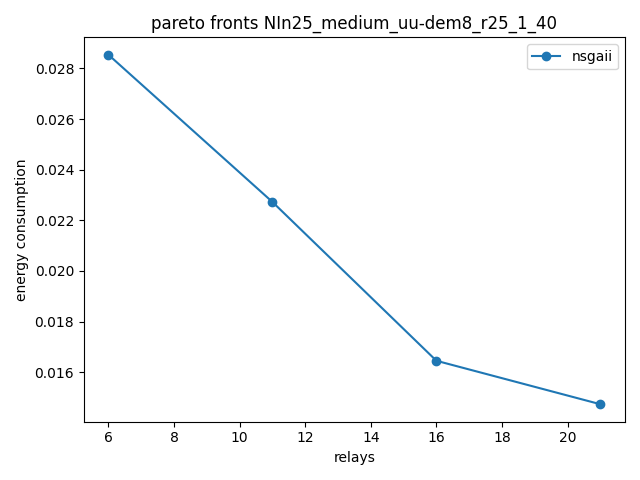 pareto fronts NIn25_medium_uu-dem8_r25_1_40
nsgaii
0.028
0.026
0.024
0.022
0.020
0.018
0.016
energy consumption
6 8 10 12 14 16 18 20
relays